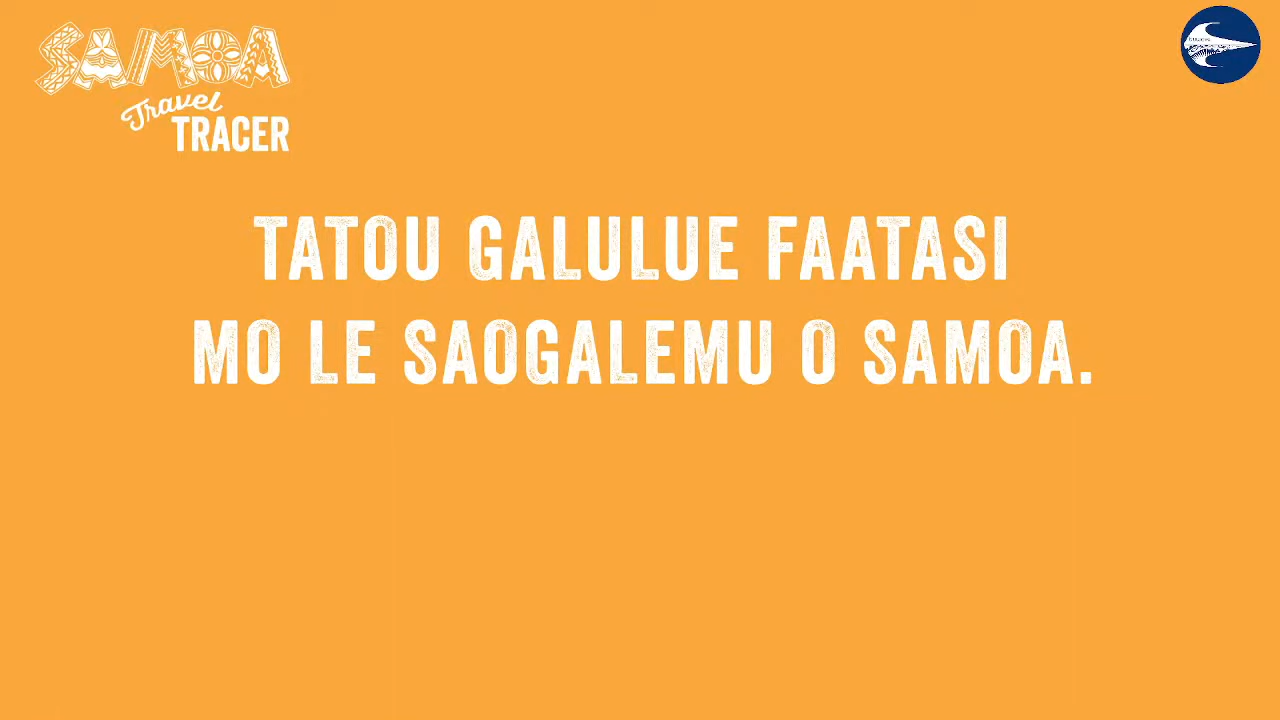 SAMOA
Travel
TRACER
TATOU GALULUE FAATASI
MO LE SAOGALEMU O SAMOA.